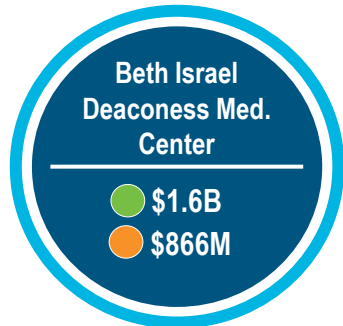 Beth Israel
Deaconess Med.
Center
$1.6B
$866M